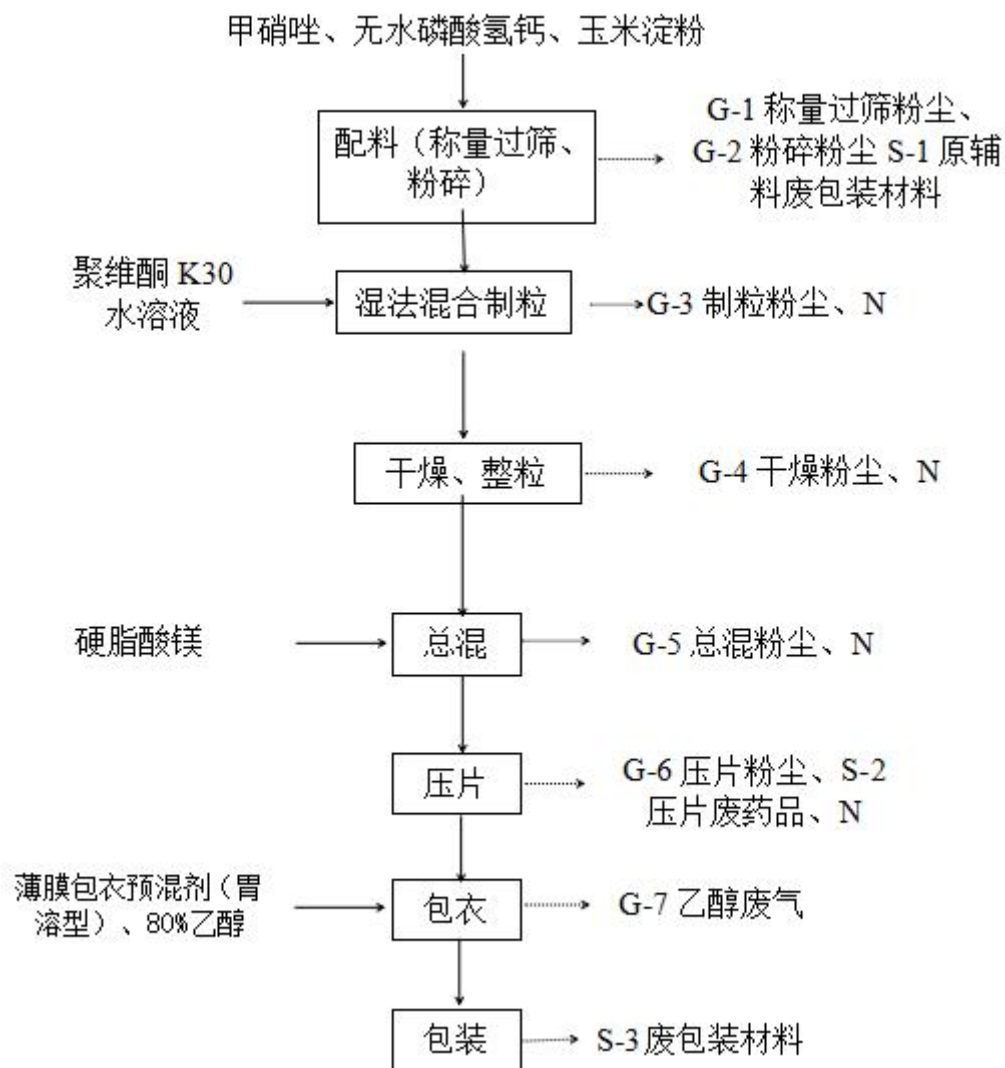 甲硝唑、无水磷酸氢钙、玉米淀粉
配料（称量过筛、
粉碎）
G-1 称量过筛粉尘、
G-2 粉碎粉尘 S-1 原辅
料废包装材料
聚维酮 K30
水溶液
湿法混合制粒
G-3 制粒粉尘、N
干燥、整粒
G-4 干燥粉尘、N
硬脂酸镁
总混
G-5 总混粉尘、N
压片
G-6 压片粉尘、S-2
压片废药品、N
薄膜包衣预混剂（胃
溶型）、80%乙醇
包衣
G-7 乙醇废气
包装
S-3 废包装材料